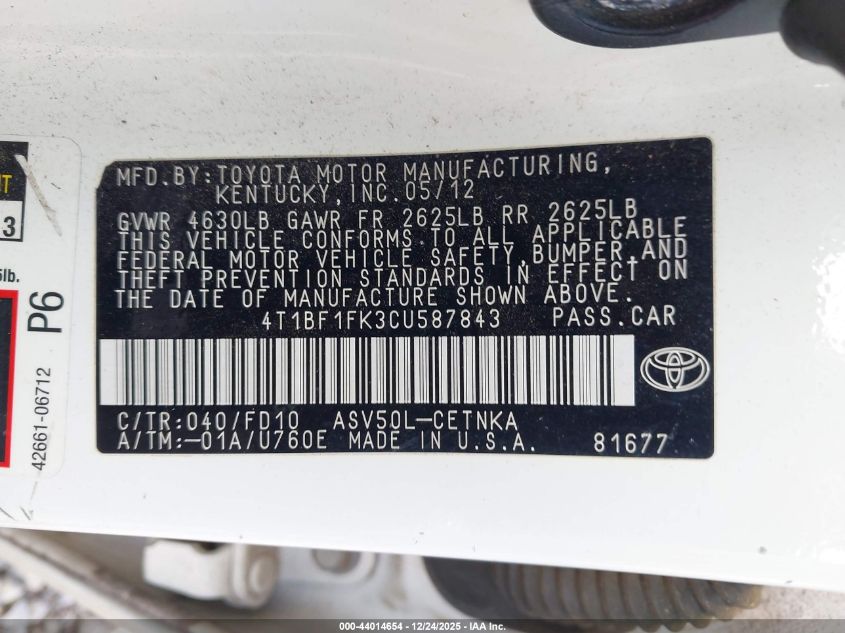 MFD.BY:TOYOTA MOTOR MANUFACTURING,
KENTUCKY,INC.05/12
GVWR 4630LB GAWR FR 2625LB RR 2625LB
THIS VEHICLE CONFORMS TO ALL APPLICABLE
FEDERAL MOTOR VEHICLE SAFETY,BUMPER,AND
THEFT PREVENTION STANDARDS IN EFFECT ON
THE DATE OF MANUFACTURE SHOWN ABOVE.
4T1BF1FK3CU587843 PASS.CAR
C/TR:040/FD10 ASV50L-CETNKA
A/TM:-01A/U760E MADE IN U.S.A. 81677
3
lb.
P6
42661-06712
000-44014654 - 12/24/2025 - IAA Inc.